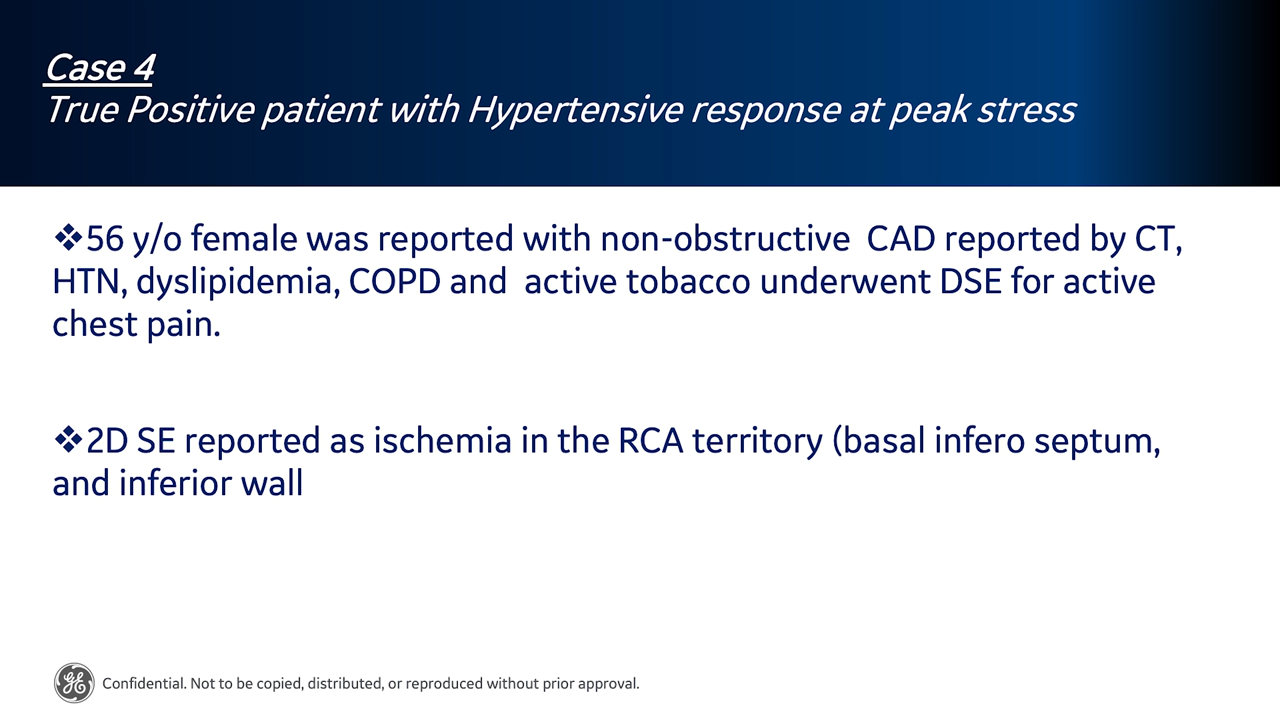 Case 4
True Positive patient with Hypertensive response at peak stress
❖56 y/o female was reported with non-obstructive  CAD reported by CT,
HTN, dyslipidemia, COPD and  active tobacco underwent DSE for active
chest pain.
❖2D SE reported as ischemia in the RCA territory (basal infero septum,
and inferior wall
Confidential. Not to be copied, distributed, or reproduced without prior approval.